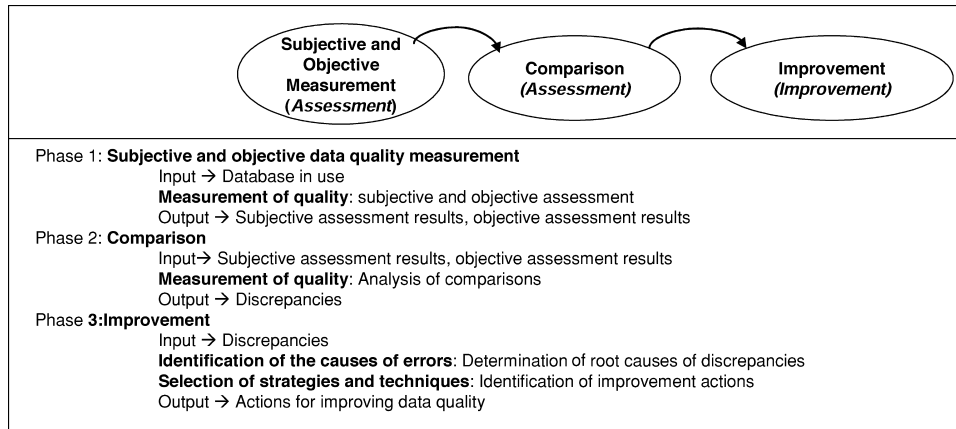 Subjective and
Objective
Measurement
(Assessment)
Comparison
(Assessment)
Improvement
(Improvement)
Phase 1: Subjective and objective data quality measurement
Input → Database in use
Measurement of quality: subjective and objective assessment
Output → Subjective assessment results, objective assessment results
Phase 2: Comparison
Input→ Subjective assessment results, objective assessment results
Measurement of quality: Analysis of comparisons
Output → Discrepancies
Phase 3:Improvement
Input → Discrepancies
Identification of the causes of errors: Determination of root causes of discrepancies
Selection of strategies and techniques: Identification of improvement actions
Output → Actions for improving data quality